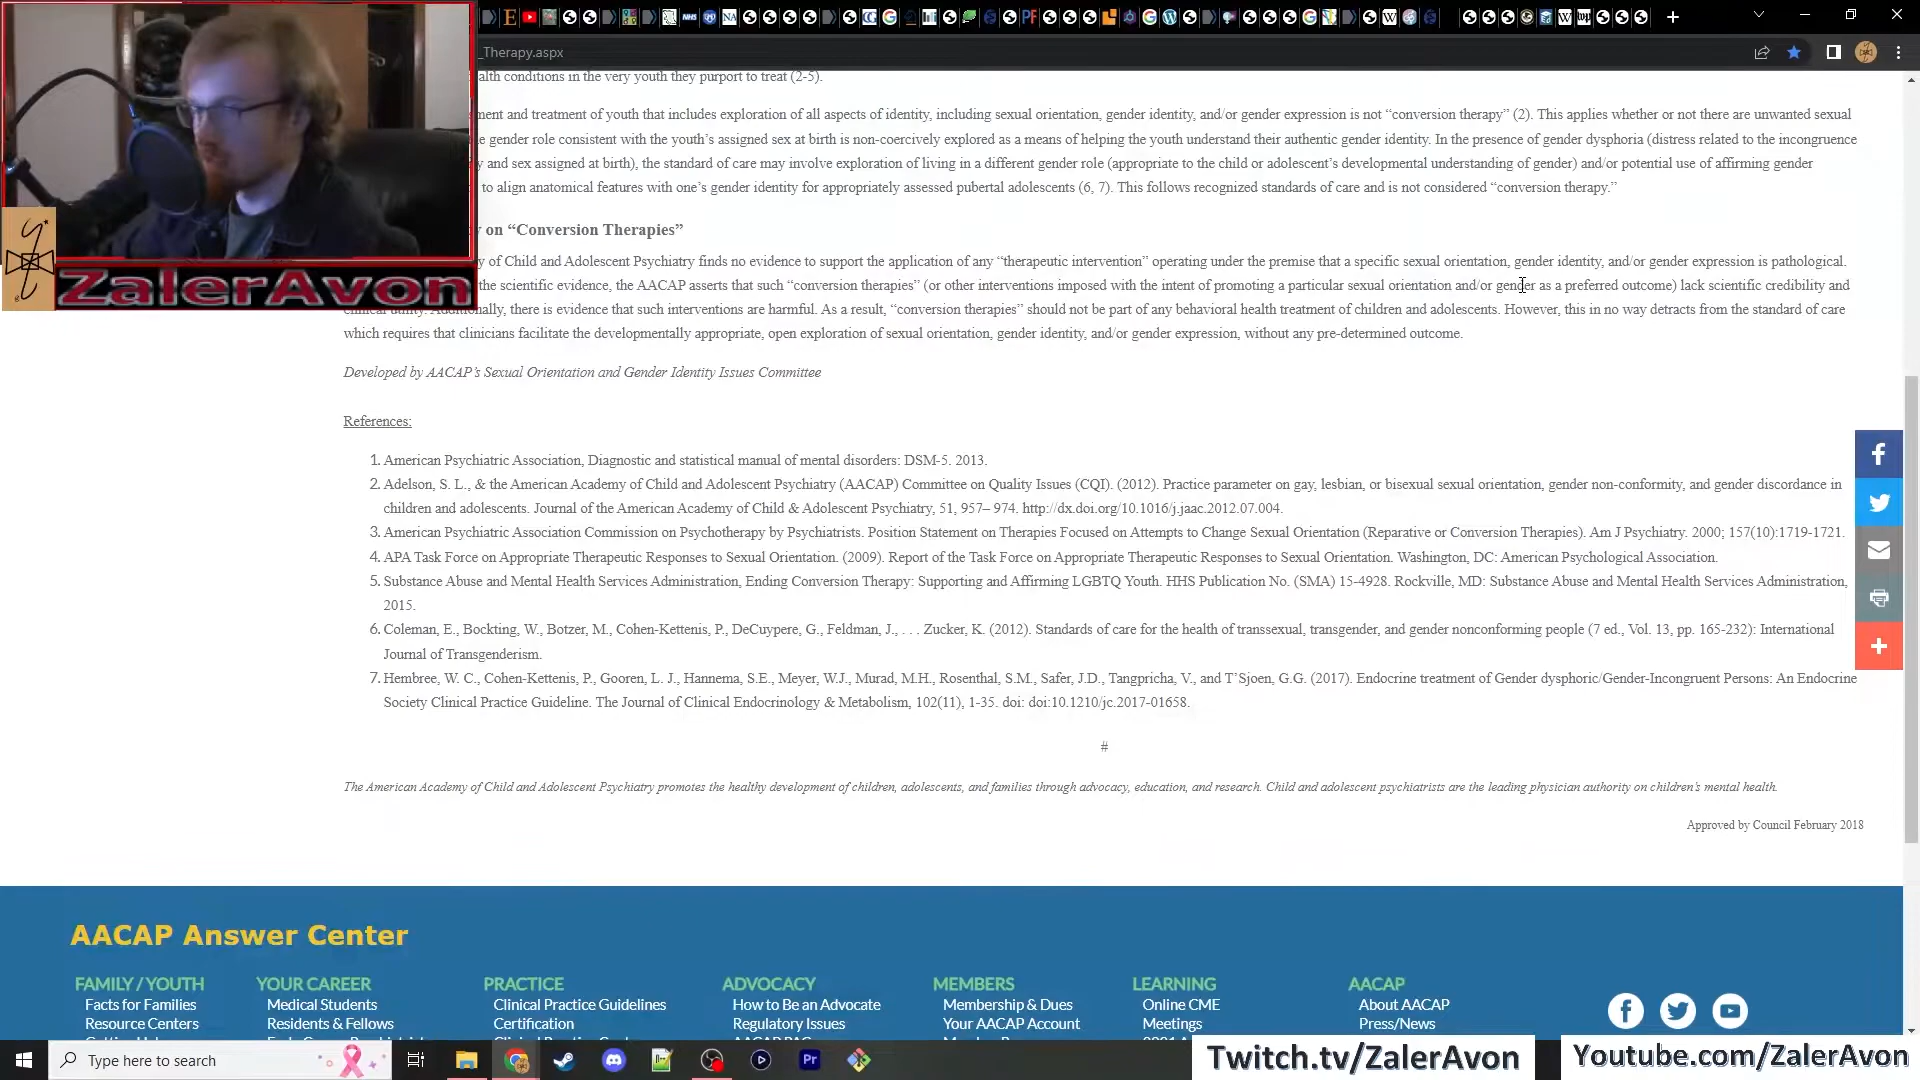 _Therapy.aspx
alth conditions in the very youth they purport to treat (2-5).
ment and treatment of youth that includes exploration of all aspects of identity, including sexual orientation, gender identity, and/or gender expression is not “conversion therapy” (2). This applies whether or not there are unwanted sexual
e gender role consistent with the youth’s assigned sex at birth is non-coercively explored as a means of helping the youth understand their authentic gender identity. In the presence of gender dysphoria (distress related to the incongruence
y and sex assigned at birth), the standard of care may involve exploration of living in a different gender role (appropriate to the child or adolescent’s developmental understanding of gender) and/or potential use of affirming gender
to align anatomical features with one’s gender identity for appropriately assessed pubertal adolescents (6, 7). This follows recognized standards of care and is not considered “conversion therapy.”
y on “Conversion Therapies”
y of Child and Adolescent Psychiatry finds no evidence to support the application of any “therapeutic intervention” operating under the premise that a specific sexual orientation, gender identity, and/or gender expression is pathological.
the scientific evidence, the AACAP asserts that such “conversion therapies” (or other interventions imposed with the intent of promoting a particular sexual orientation and/or gender as a preferred outcome) lack scientific credibility and
clinical utility. Additionally, there is evidence that such interventions are harmful. As a result, “conversion therapies” should not be part of any behavioral health treatment of children and adolescents. However, this in no way detracts from the standard of care
which requires that clinicians facilitate the developmentally appropriate, open exploration of sexual orientation, gender identity, and/or gender expression, without any pre-determined outcome.
ZalerAvon
Developed by AACAP’s Sexual Orientation and Gender Identity Issues Committee
References:
1. American Psychiatric Association, Diagnostic and statistical manual of mental disorders: DSM-5. 2013.
2. Adelson, S. L., & the American Academy of Child and Adolescent Psychiatry (AACAP) Committee on Quality Issues (CQI). (2012). Practice parameter on gay, lesbian, or bisexual sexual orientation, gender non-conformity, and gender discordance in
children and adolescents. Journal of the American Academy of Child & Adolescent Psychiatry, 51, 957– 974. http://dx.doi.org/10.1016/j.jaac.2012.07.004.
3. American Psychiatric Association Commission on Psychotherapy by Psychiatrists. Position Statement on Therapies Focused on Attempts to Change Sexual Orientation (Reparative or Conversion Therapies). Am J Psychiatry. 2000; 157(10):1719-1721.
4. APA Task Force on Appropriate Therapeutic Responses to Sexual Orientation. (2009). Report of the Task Force on Appropriate Therapeutic Responses to Sexual Orientation. Washington, DC: American Psychological Association.
5. Substance Abuse and Mental Health Services Administration, Ending Conversion Therapy: Supporting and Affirming LGBTQ Youth. HHS Publication No. (SMA) 15-4928. Rockville, MD: Substance Abuse and Mental Health Services Administration,
2015.
6. Coleman, E., Bockting, W., Botzer, M., Cohen-Kettenis, P., DeCuypere, G., Feldman, J., . . . Zucker, K. (2012). Standards of care for the health of transsexual, transgender, and gender nonconforming people (7 ed., Vol. 13, pp. 165-232): International
Journal of Transgenderism.
7. Hembree, W. C., Cohen-Kettenis, P., Gooren, L. J., Hannema, S.E., Meyer, W.J., Murad, M.H., Rosenthal, S.M., Safer, J.D., Tangpricha, V., and T’Sjoen, G.G. (2017). Endocrine treatment of Gender dysphoric/Gender-Incongruent Persons: An Endocrine
Society Clinical Practice Guideline. The Journal of Clinical Endocrinology & Metabolism, 102(11), 1-35. doi: doi:10.1210/jc.2017-01658.
#
The American Academy of Child and Adolescent Psychiatry promotes the healthy development of children, adolescents, and families through advocacy, education, and research. Child and adolescent psychiatrists are the leading physician authority on children's mental health.
Approved by Council February 2018
AACAP Answer Center
FAMILY / YOUTH YOUR CAREER PRACTICE ADVOCACY MEMBERS LEARNING AACAP
Facts for Families Medical Students Clinical Practice Guidelines How to Be an Advocate Membership & Dues Online CME About AACAP
Resource Centers Residents & Fellows Certification Regulatory Issues Your AACAP Account Meetings Press/News
Type here to search
Twitch.tv/ZalerAvon
Youtube.com/ZalerAvon